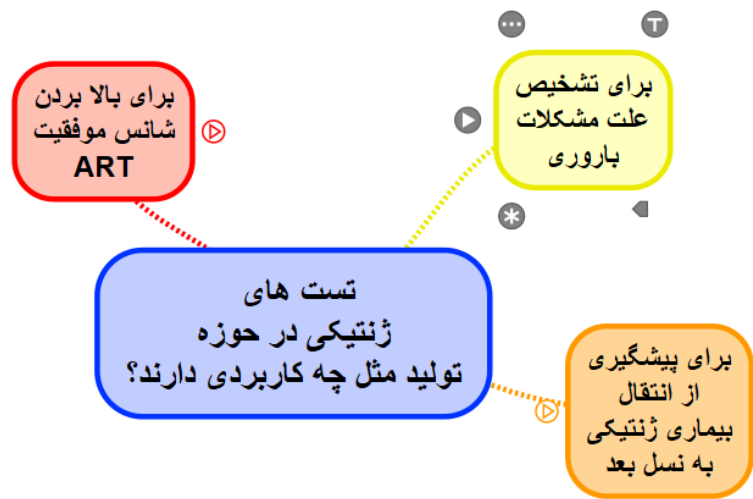 برای تشخیص
علت مشکلات
باروری
برای بالا بردن
شانس موفقیت
ART
تست های
ژنتیکی در حوزه
تولید مثل چه کاربردی دارند؟
برای پیشگیری
از انتقال
بیماری ژنتیکی
به نسل بعد